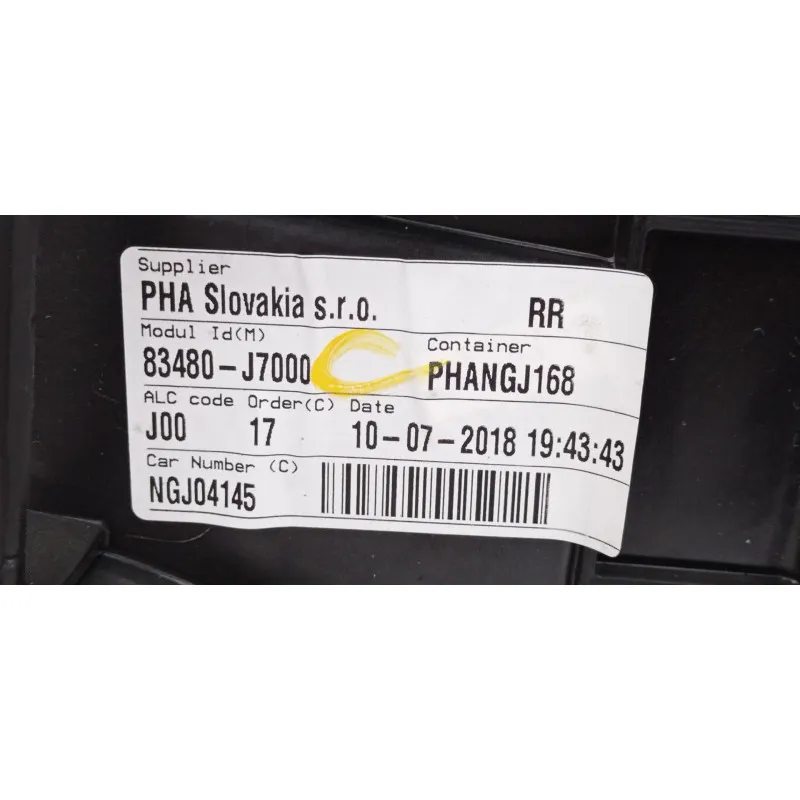 Supplier
PHA Slovakia s.r.o. RR
Modul Id(M) Container
83480-J7000 PHANGJ168
ALC code Order(C) Date
J00 17 10-07-2018 19:43:43
Car Number (C)
NGJ04145